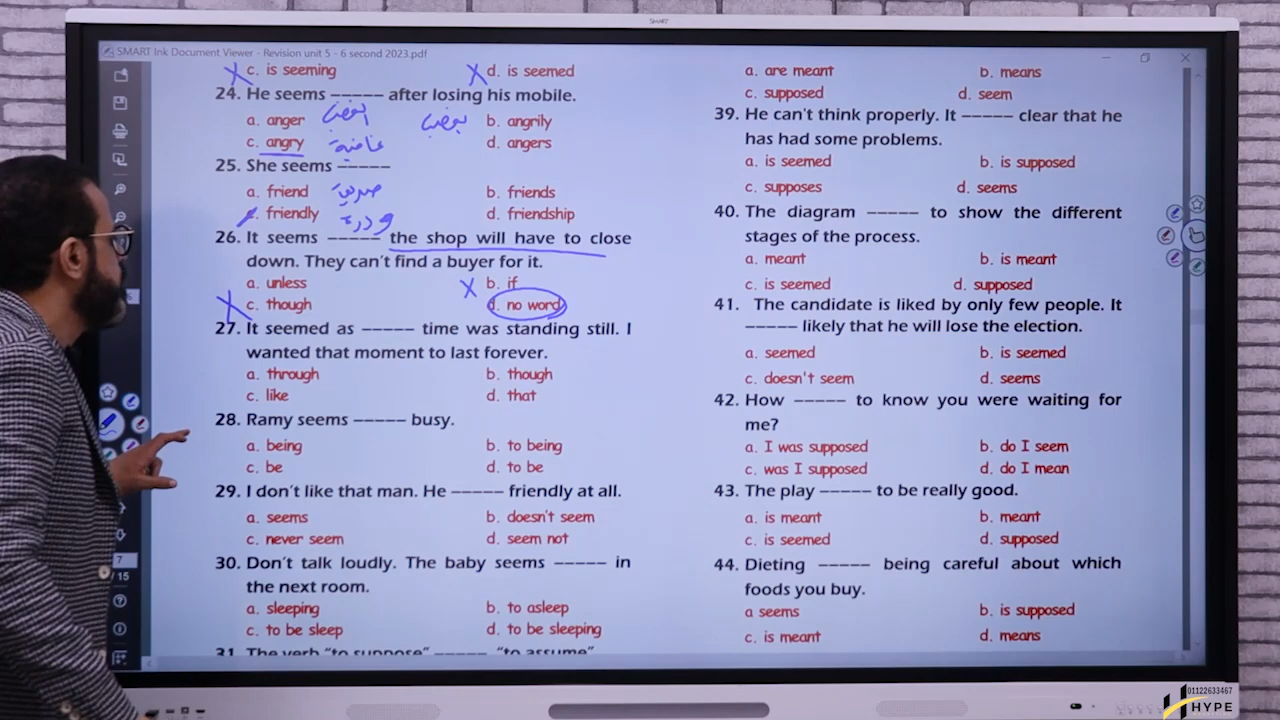 SMART
SMART Ink Document Viewer - Revision unit 5 - 6 second 2023.pdf
c. is seeming d. is seemed
24. He seems ----- after losing his mobile.
a. anger b. angrily
c. angry d. angers
25. She seems -----
a. friend b. friends
friendly d. friendship
26. It seems ----- the shop will have to close
down. They can't find a buyer for it.
a. unless b. if
c. though d. no word
27. It seemed as ----- time was standing still. I
wanted that moment to last forever.
a. through b. though
c. like d. that
28. Ramy seems ----- busy.
a. being b. to being
c. be d. to be
29. I don't like that man. He ----- friendly at all.
a. seems b. doesn't seem
c. never seem d. seem not
30. Don't talk loudly. The baby seems ----- in
the next room.
a. sleeping b. to asleep
c. to be sleep d. to be sleeping
31. The verb "to suppose" ----- "to assume"
a. are meant b. means
c. supposed d. seem
39. He can't think properly. It ----- clear that he
has had some problems.
a. is seemed b. is supposed
c. supposes d. seems
40. The diagram ----- to show the different
stages of the process.
a. meant b. is meant
c. is seemed d. supposed
41. The candidate is liked by only few people. It
----- likely that he will lose the election.
a. seemed b. is seemed
c. doesn't seem d. seems
42. How ----- to know you were waiting for
me?
a. I was supposed b. do I seem
c. was I supposed d. do I mean
43. The play ----- to be really good.
a. is meant b. meant
c. is seemed d. supposed
44. Dieting ----- being careful about which
foods you buy.
a seems b. is supposed
c. is meant d. means
7
/ 15
01122633467
HYPE